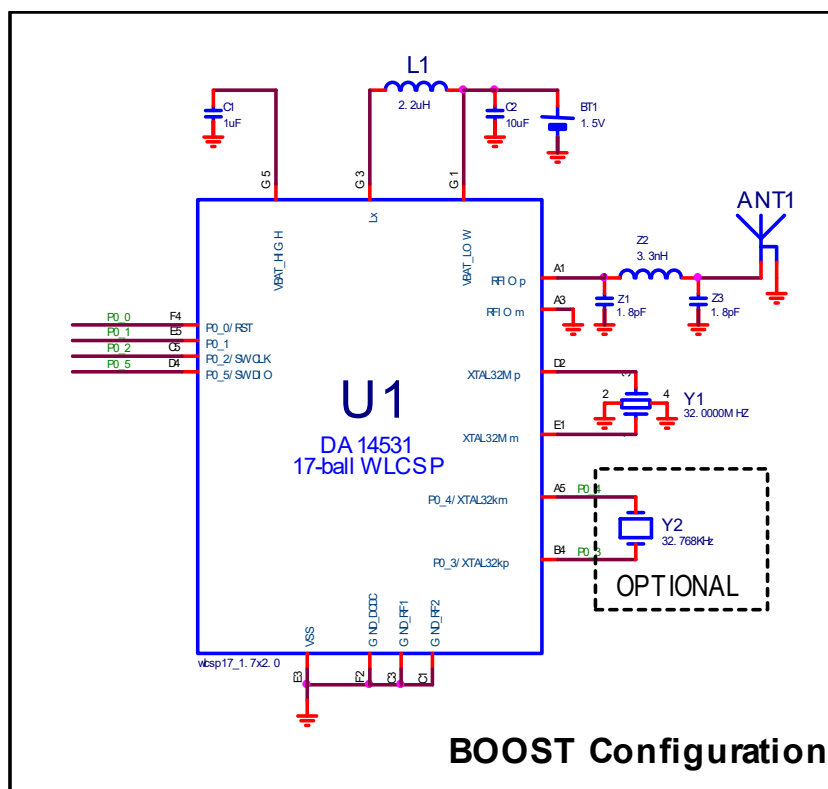 L1
2.2uH
C1
1uF
C2
10uF
BT1
1.5V
G5
G3
G1
VBAT_HIGH
Lx
VBAT_LOW
ANT1
Z2
3.3nH
RFIOp
A1
Z1
1.8pF
Z3
1.8pF
RFIOm
A3
P0_0
F4
P0_0/RST
P0_1
E5
P0_1
P0_2
C5
P0_2/SWCLK
P0_5
D4
P0_5/SWDIO
XTAL32Mp
D2
3
2
4
Y1
32.0000MHZ
XTAL32Mm
E1
U1
DA14531
17-ball WLCSP
P0_4/XTAL32km
A5
P0_4
Y2
32.768KHz
P0_3/XTAL32kp
B4
P0_3
OPTIONAL
VSS
GND_DCDC
GND_RF1
GND_RF2
wlcsp17_1.7x2.0
E3
F2
C3
C1
BOOST Configuration